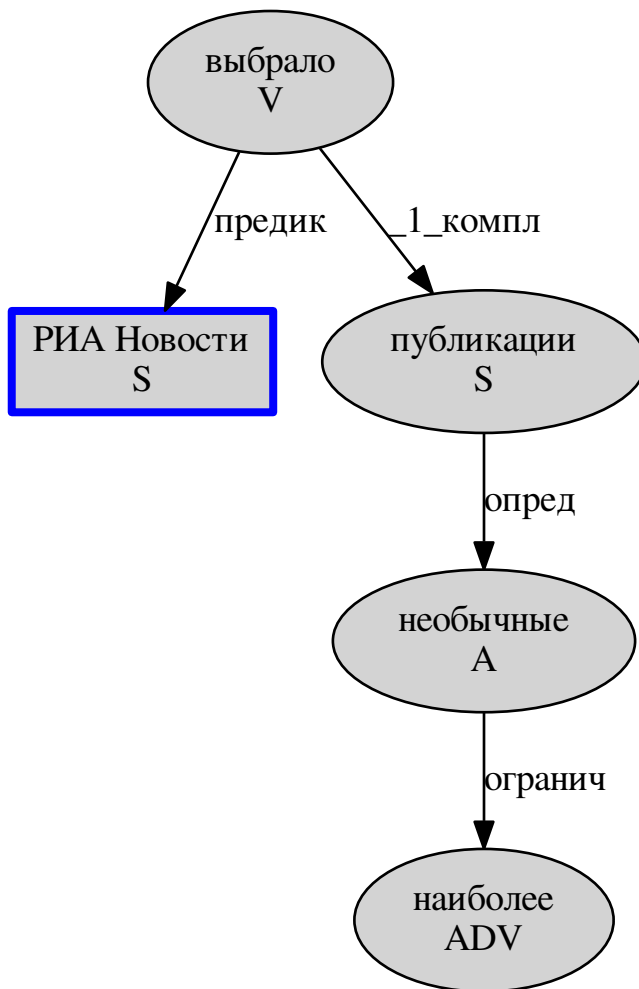 выбрало
V
предик
_1_компл
РИА Новости
S
публикации
S
опред
необычные
A
огранич
наиболее
ADV